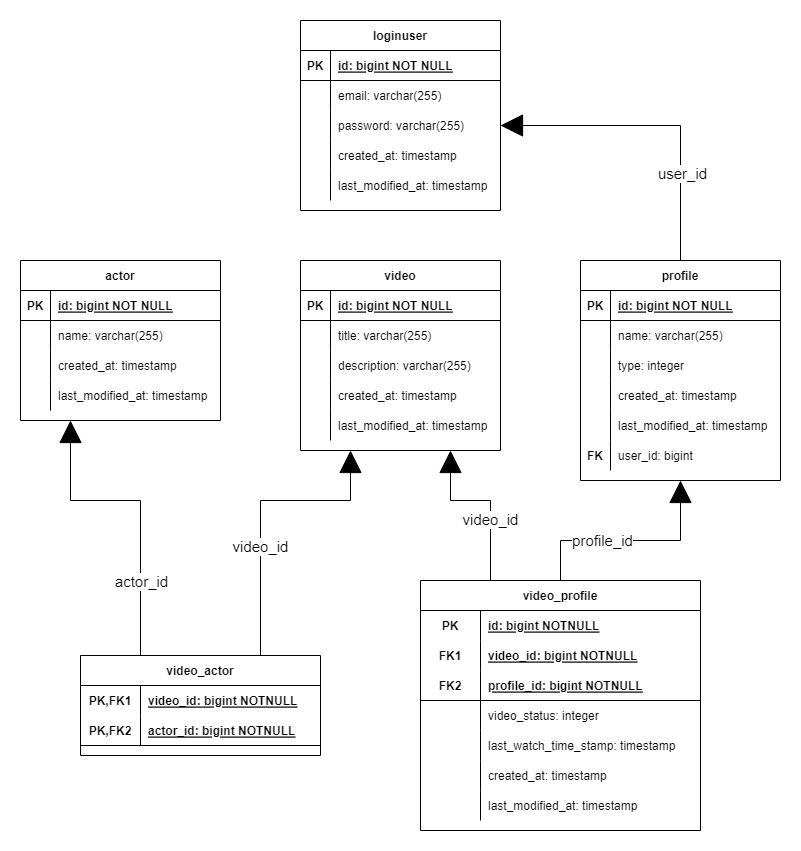 loginuser
PK id: bigint NOT NULL
email: varchar(255)
password: varchar(255)
created_at: timestamp
last_modified_at: timestamp
user_id
actor
PK id: bigint NOT NULL
name: varchar(255)
created_at: timestamp
last_modified_at: timestamp
video
PK id: bigint NOT NULL
title: varchar(255)
description: varchar(255)
created_at: timestamp
last_modified_at: timestamp
profile
PK id: bigint NOT NULL
name: varchar(255)
type: integer
created_at: timestamp
last_modified_at: timestamp
FK user_id: bigint
actor_id
video_id
video_id
profile_id
video_actor
PK,FK1 video_id: bigint NOTNULL
PK,FK2 actor_id: bigint NOTNULL
video_profile
PK id: bigint NOTNULL
FK1 video_id: bigint NOTNULL
FK2 profile_id: bigint NOTNULL
video_status: integer
last_watch_time_stamp: timestamp
created_at: timestamp
last_modified_at: timestamp